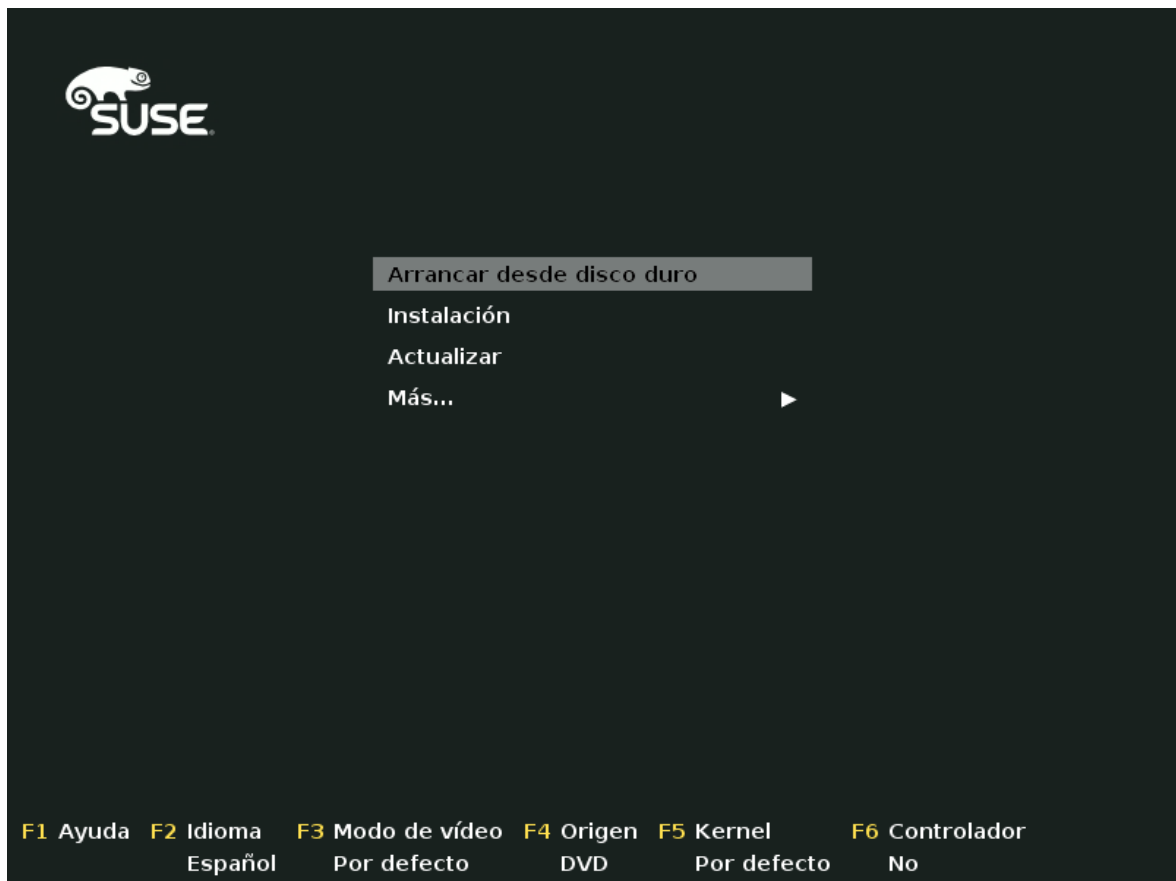 SUSE
Arrancar desde disco duro
Instalación
Actualizar
Más...
F1 Ayuda F2 Idioma F3 Modo de vídeo F4 Origen F5 Kernel F6 Controlador
Español Por defecto DVD Por defecto No